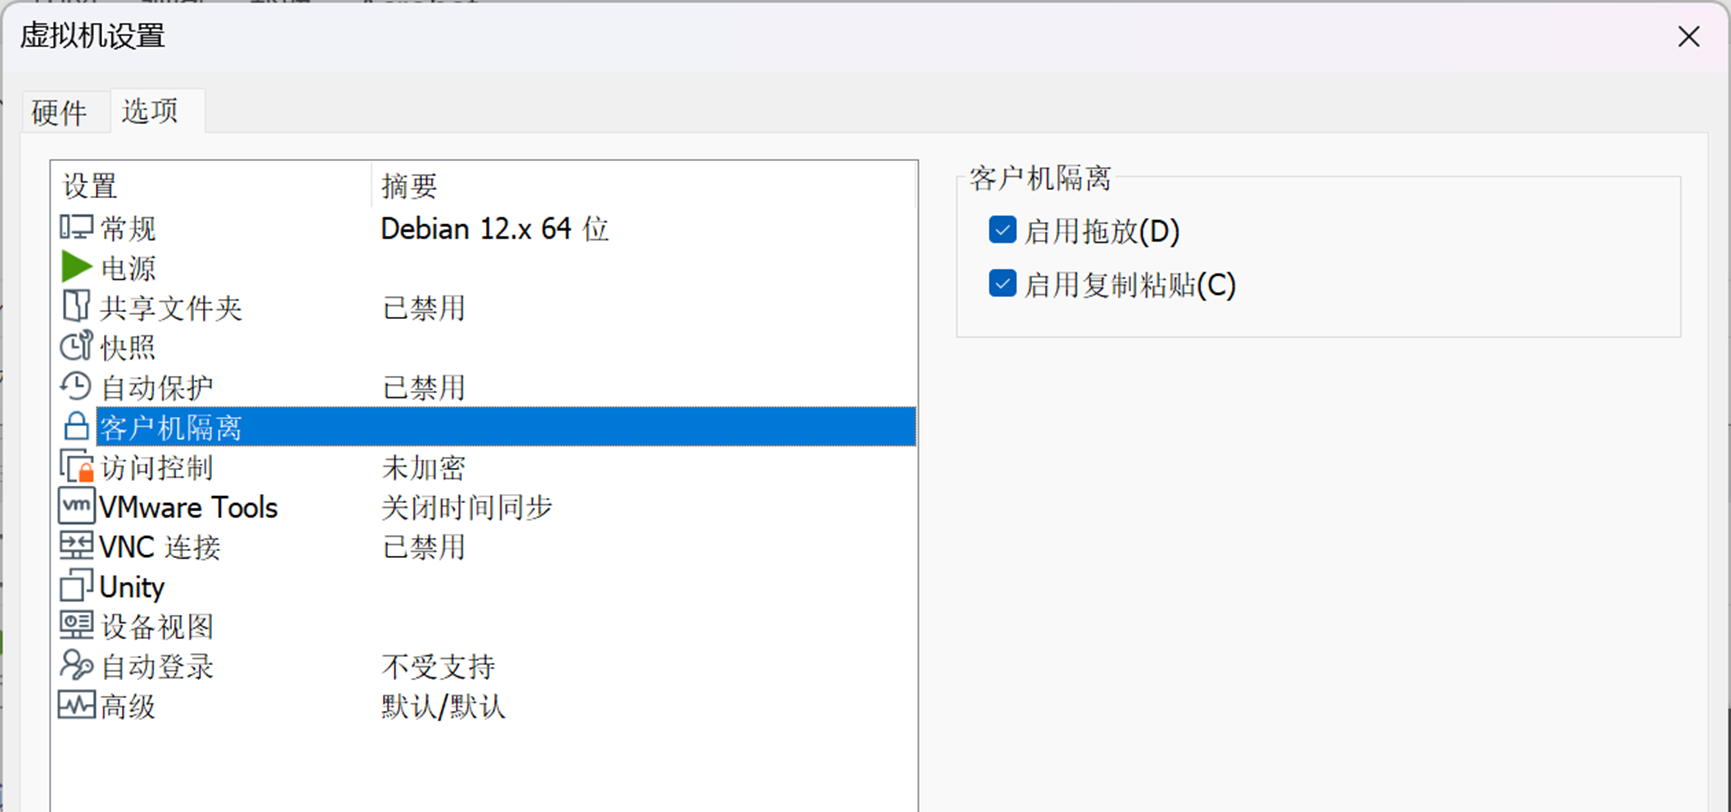 虚拟机设置
硬件 选项
设置 摘要
常规 Debian 12.x 64 位
电源
共享文件夹 已禁用
快照
自动保护 已禁用
客户机隔离
访问控制 未加密
vm VMware Tools 关闭时间同步
VNC 连接 已禁用
Unity
设备视图
自动登录 不受支持
高级 默认/默认
客户机隔离
启用拖放(D)
启用复制粘贴(C)